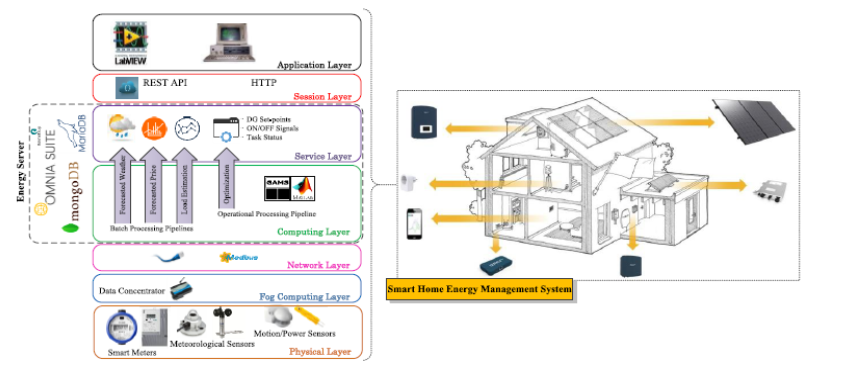 LabVIEW
Application Layer
REST API
HTTP
Session Layer
Energy Server
OMNIA SUITE
MariaDB
mongoDB
- DG Setwpoints
- ON/OFF Signals
- Task Status
Service Layer
Forecasted Weather
Forecasted Price
Load Estimation
Optimization
GAMS
MATLAB
Operational Processing Pipeline
Batch Processing Pipelines
Computing Layer
Modbus
Network Layer
Data Concentrator
Fog Computing Layer
Motion/Power Sensors
Meteorological Sensors
Smart Meters
Physical Layer
Smart Home Energy Management System